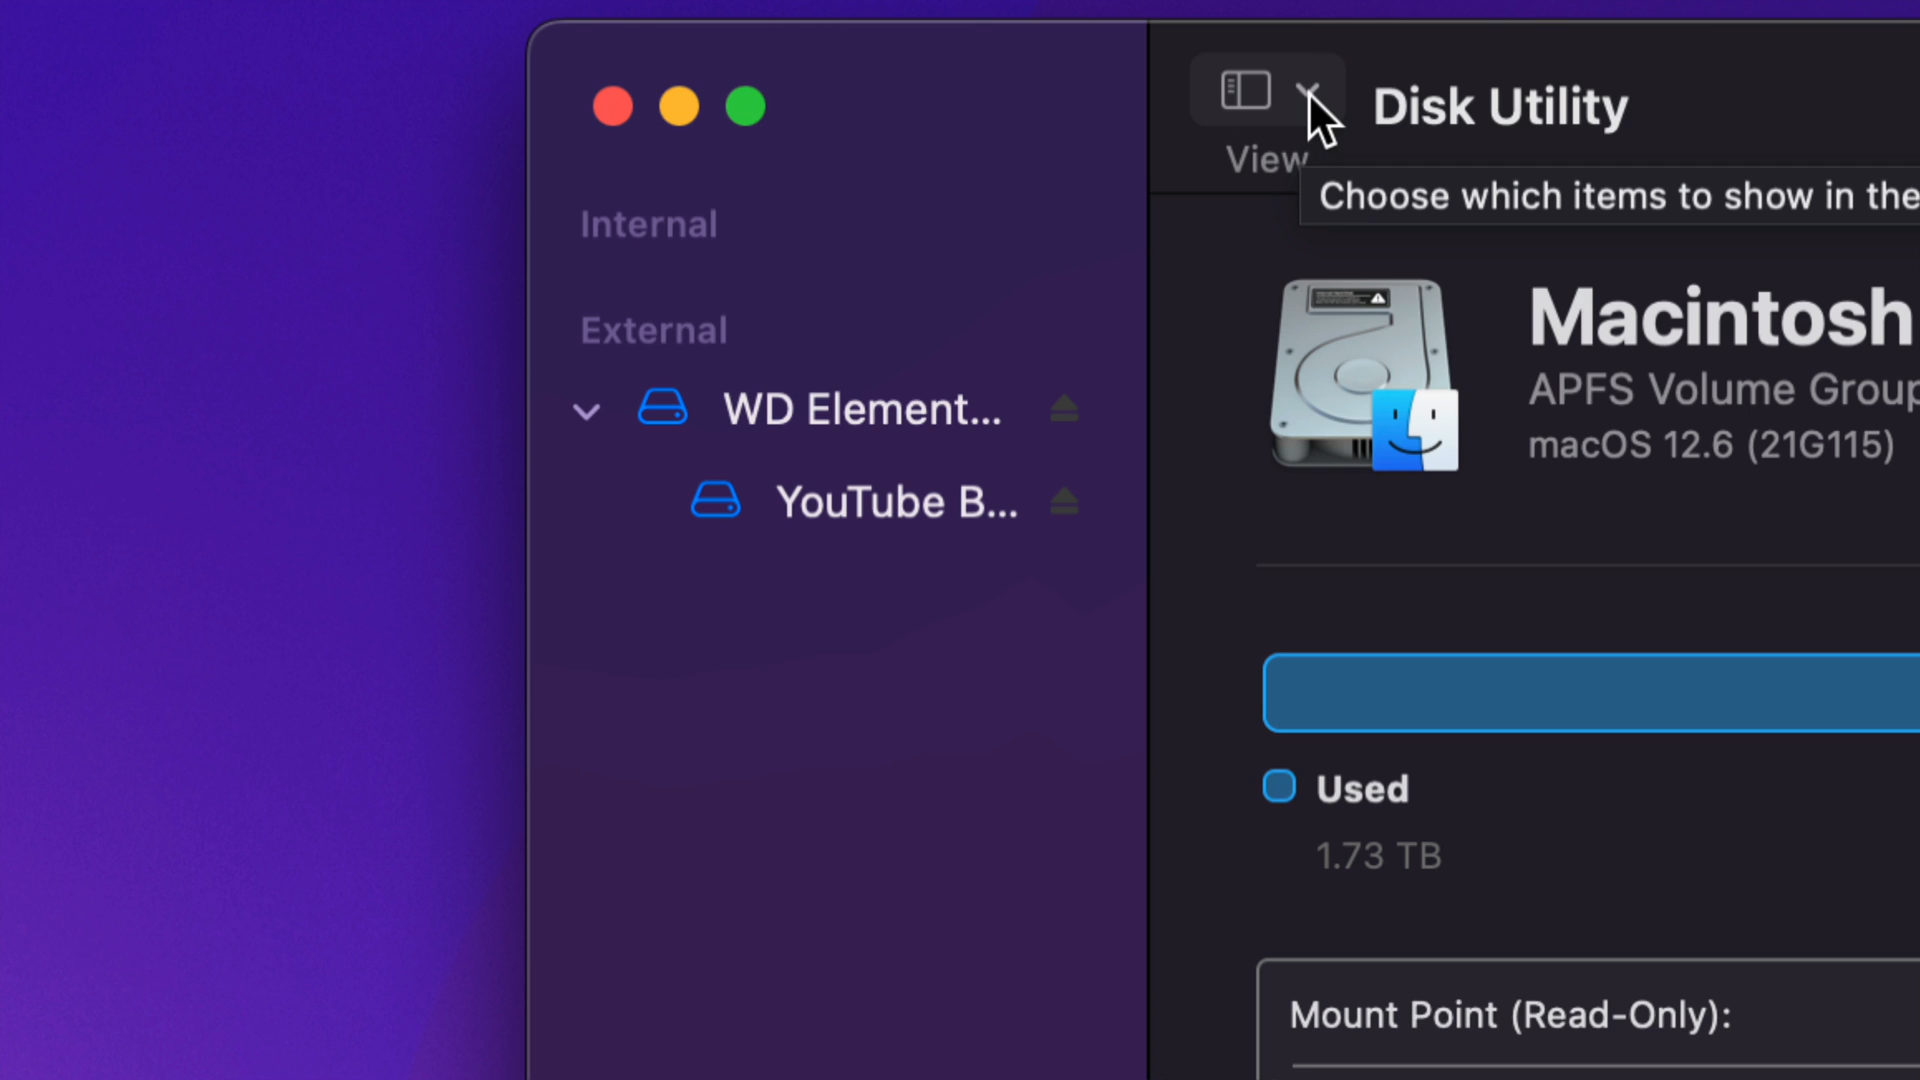 Disk Utility
View
Choose which items to show in the
Internal
External
WD Element...
YouTube B...
Macintosh
APFS Volume Group
macOS 12.6 (21G115)
Used
1.73 TB
Mount Point (Read-Only):